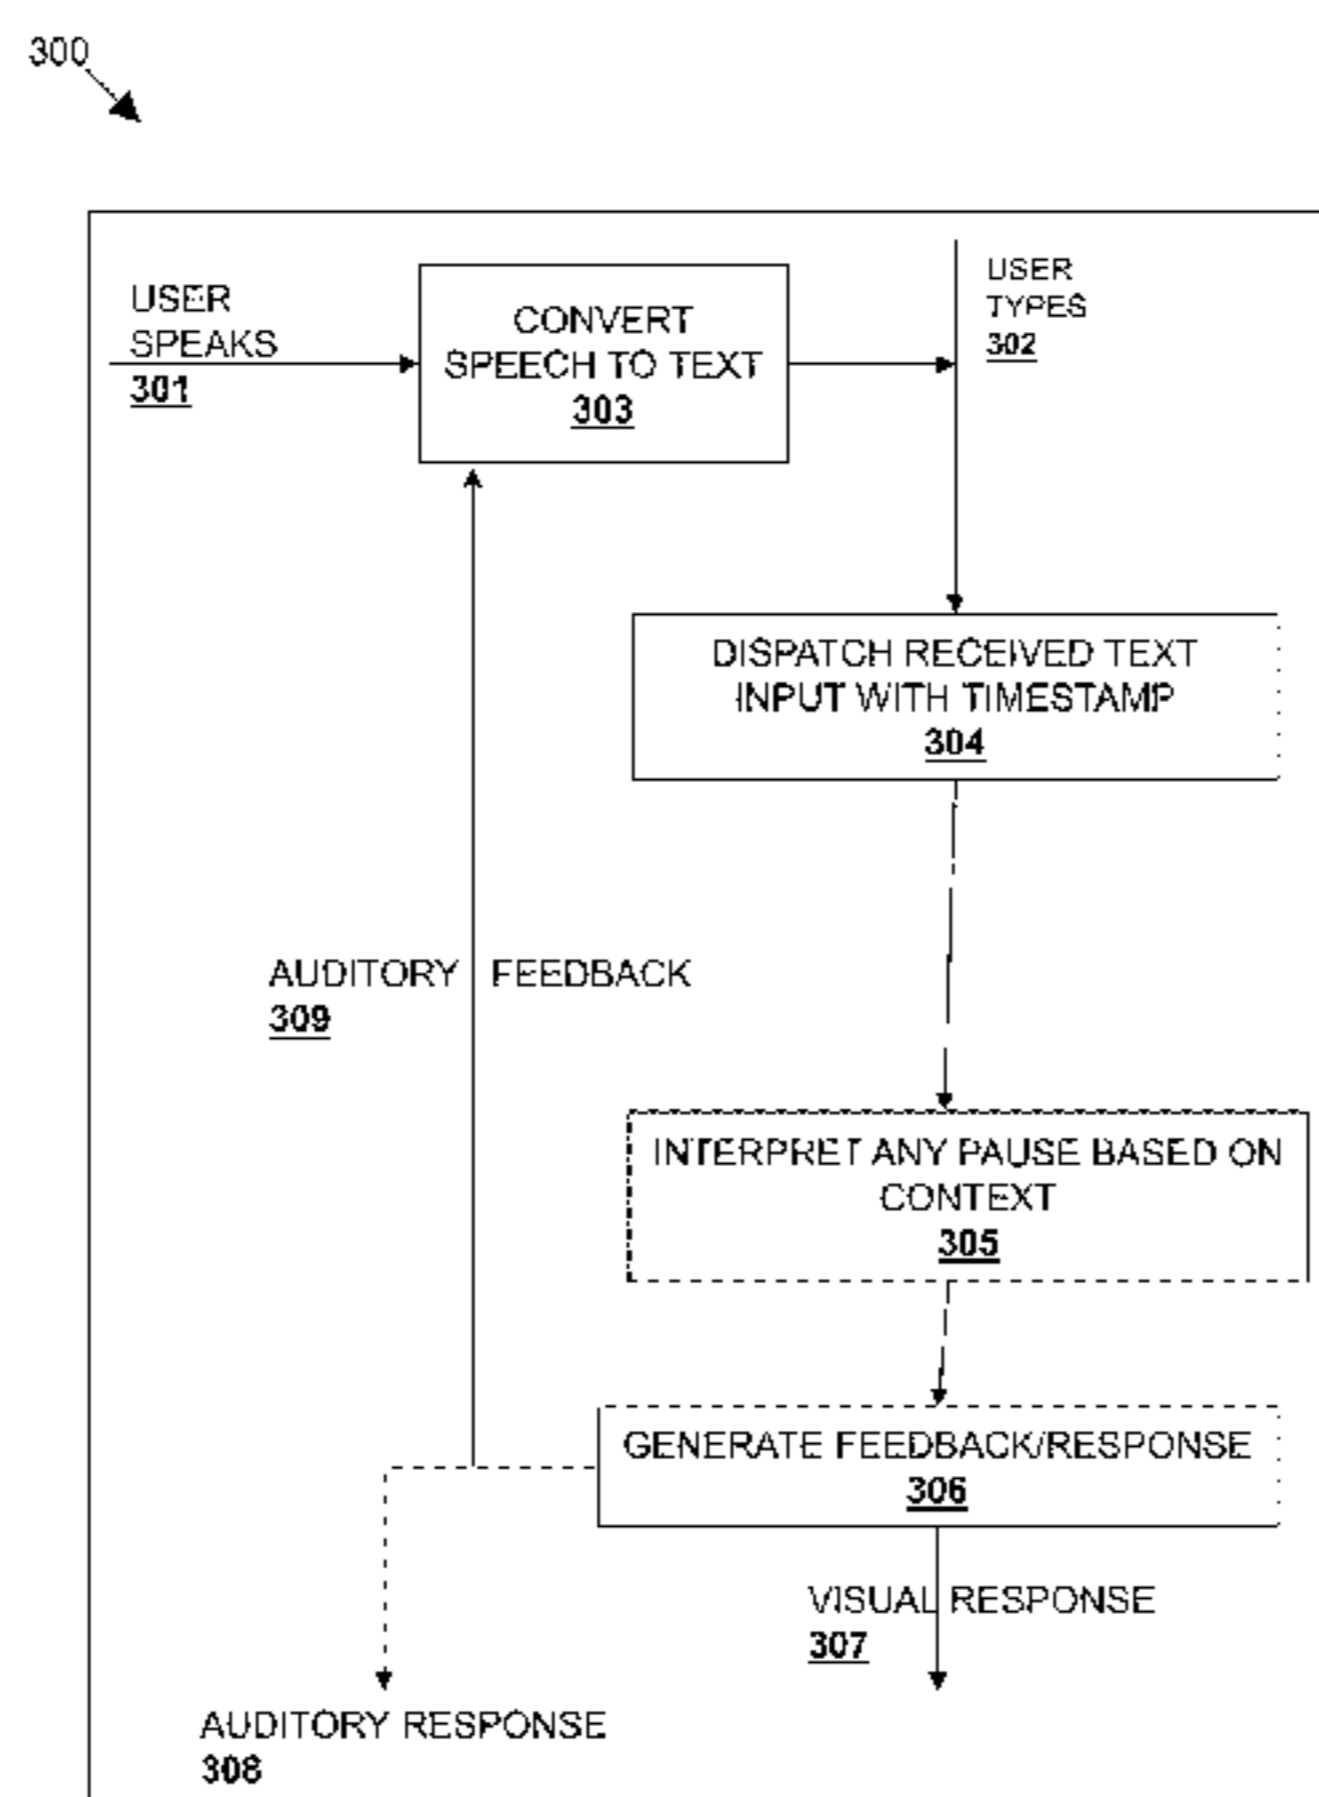 300
USER
SPEAKS
301
CONVERT
SPEECH TO TEXT
303
USER
TYPES
302
DISPATCH RECEIVED TEXT
INPUT WITH TIMESTAMP
304
AUDITORY FEEDBACK
309
INTERPRET ANY PAUSE BASED ON
CONTEXT
305
GENERATE FEEDBACK/RESPONSE
306
VISUAL RESPONSE
307
AUDITORY RESPONSE
308